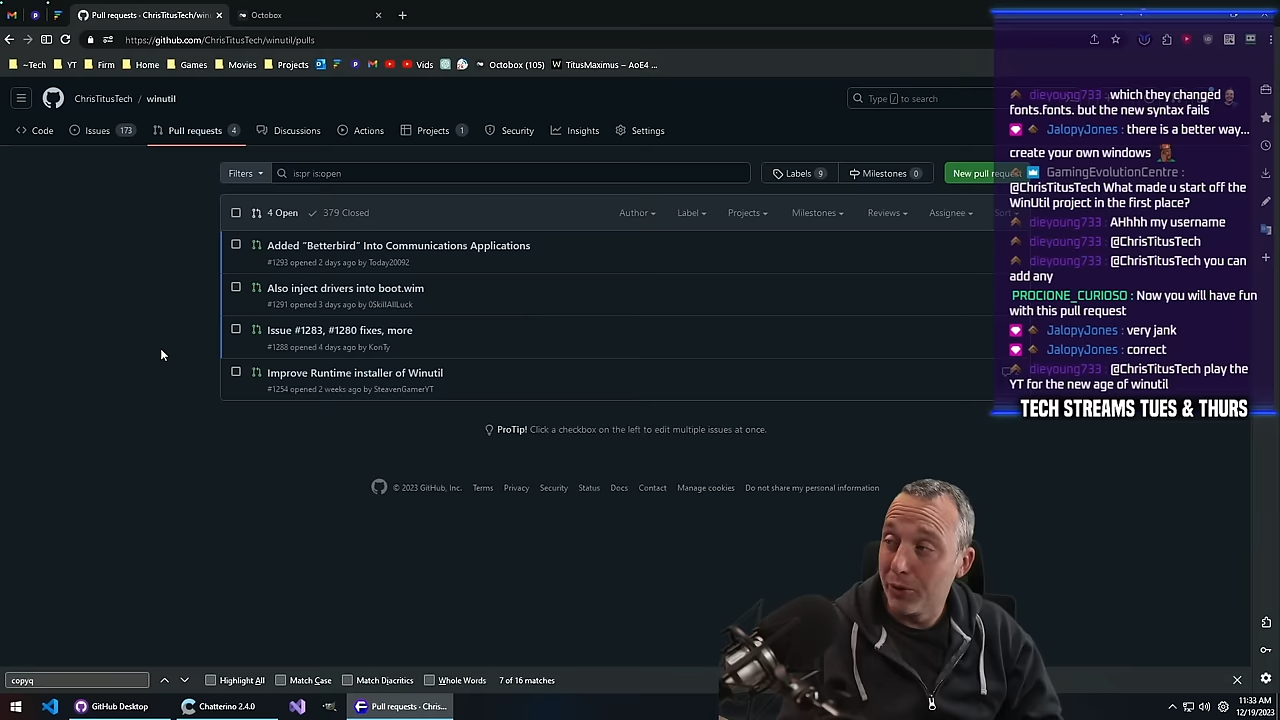 Pull requests · ChrisTitusTech/win
Octobox
https://github.com/ChrisTitusTech/winutil/pulls
~Tech
YT
Firm
Home
Games
Movies
Projects
Vids
Octobox (105)
TitusMaximus – AoE4 ...
ChrisTitusTech / winutil
Type / to search
Code
Issues 173
Pull requests 4
Discussions
Actions
Projects 1
Security
Insights
Settings
Filters
is:pr is:open
Labels 9
Milestones 0
New pull request
4 Open
379 Closed
Author
Label
Projects
Milestones
Reviews
Assignee
Sort
Added "Betterbird" Into Communications Applications
#1293 opened 2 days ago by Today20092
Also inject drivers into boot.wim
#1291 opened 3 days ago by 0SkillAllLuck
Issue #1283, #1280 fixes, more
#1288 opened 4 days ago by KonTy
Improve Runtime installer of Winutil
#1254 opened 2 weeks ago by SteavenGamerYT
ProTip! Click a checkbox on the left to edit multiple issues at once.
© 2023 GitHub, Inc.
Terms
Privacy
Security
Status
Docs
Contact
Manage cookies
Do not share my personal information
dieyoung733 : which they changed
fonts.fonts. but the new syntax fails
JalopyJones : there is a better way...
create your own windows
GamingEvolutionCentre :
@ChrisTitusTech What made u start off the
WinUtil project in the first place?
dieyoung733 : AHhhh my username
dieyoung733 : @ChrisTitusTech
dieyoung733 : @ChrisTitusTech you can
add any
PROCIONE_CURIOSO : Now you will have fun
with this pull request
JalopyJones : very jank
JalopyJones : correct
dieyoung733 : @ChrisTitusTech play the
YT for the new age of winutil
TECH STREAMS TUES & THURS
copyq
Highlight All
Match Case
Match Diacritics
Whole Words
7 of 16 matches
GitHub Desktop
Chatterino 2.4.0
Pull requests - Chris...
11:33 AM
12/19/2023